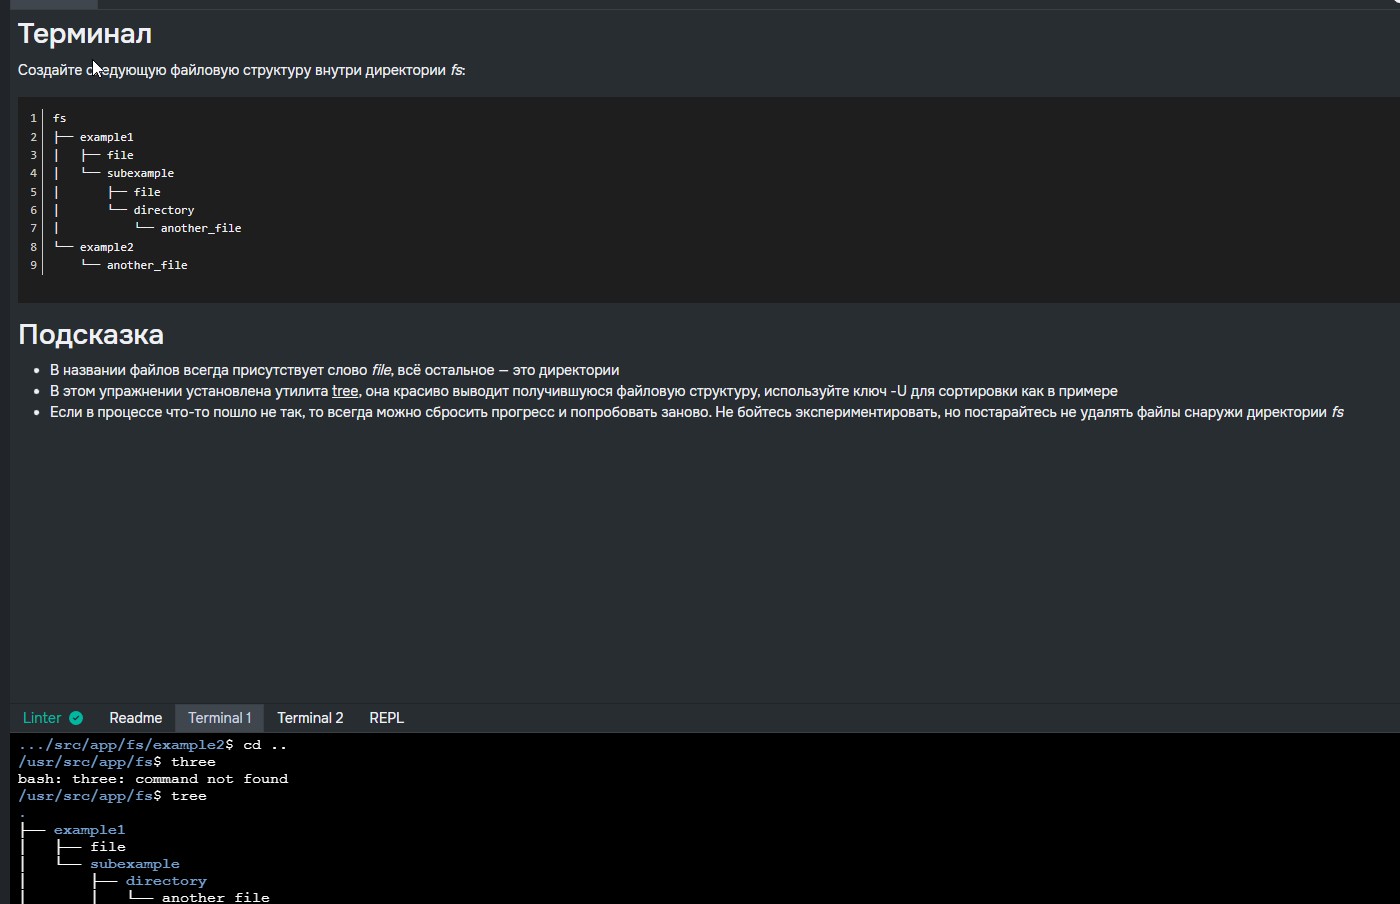 Терминал
Создайте следующую файловую структуру внутри директории fs:
1 fs
2 ├── example1
3 │   ├── file
4 │   └── subexample
5 │       ├── file
6 │       └── directory
7 │           └── another_file
8 └── example2
9     └── another_file
Подсказка
• В названии файлов всегда присутствует слово file, всё остальное — это директории
• В этом упражнении установлена утилита tree, она красиво выводит получившуюся файловую структуру, используйте ключ -U для сортировки как в примере
• Если в процессе что-то пошло не так, то всегда можно сбросить прогресс и попробовать заново. Не бойтесь экспериментировать, но постарайтесь не удалять файлы снаружи директории fs
Linter Readme Terminal 1 Terminal 2 REPL
.../src/app/fs/example2$ cd ..
/usr/src/app/fs$ three
bash: three: command not found
/usr/src/app/fs$ tree
.
├── example1
│   ├── file
│   └── subexample
│       ├── directory
│       │   └── another_file